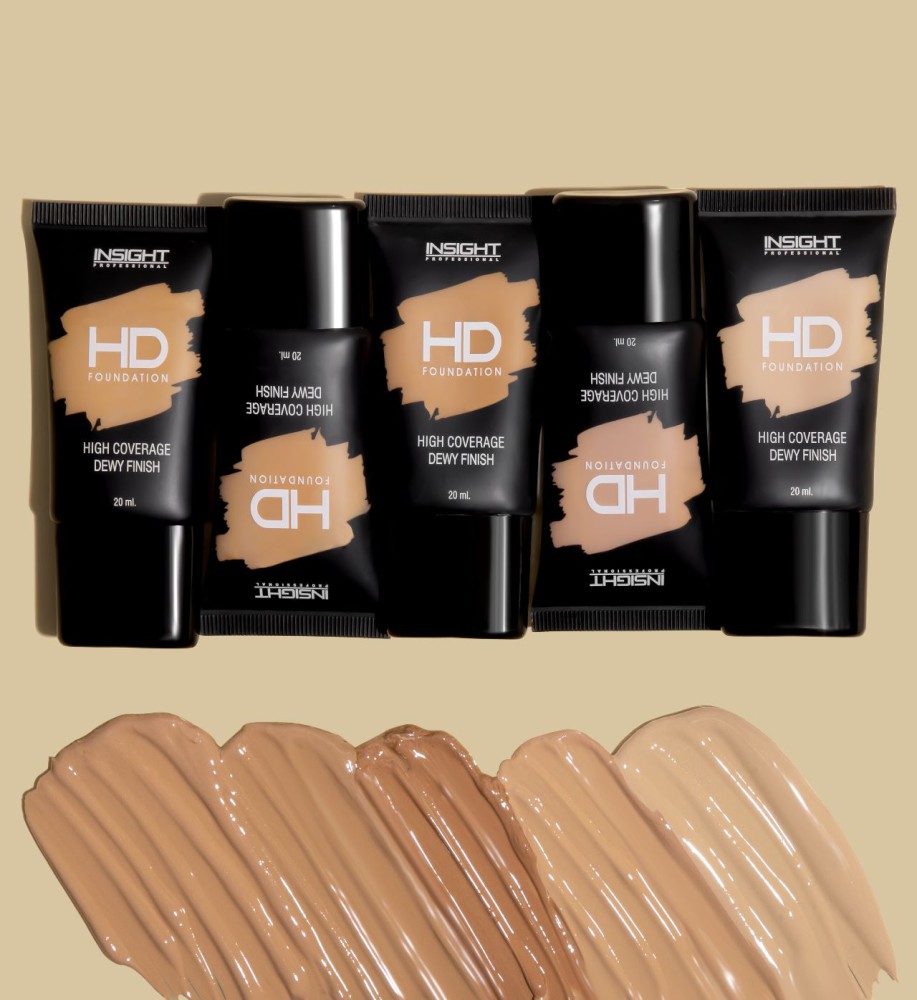 INSIGHT
PROFESSIONAL
HD
FOUNDATION
HIGH COVERAGE
DEWY FINISH
20 ml.
INSIGHT
PROFESSIONAL
HD
FOUNDATION
HIGH COVERAGE
DEWY FINISH
20 ml.
INSIGHT
PROFESSIONAL
HD
FOUNDATION
HIGH COVERAGE
DEWY FINISH
20 ml.
INSIGHT
PROFESSIONAL
HD
FOUNDATION
HIGH COVERAGE
DEWY FINISH
20 ml.
INSIGHT
PROFESSIONAL
HD
FOUNDATION
HIGH COVERAGE
DEWY FINISH
20 ml.